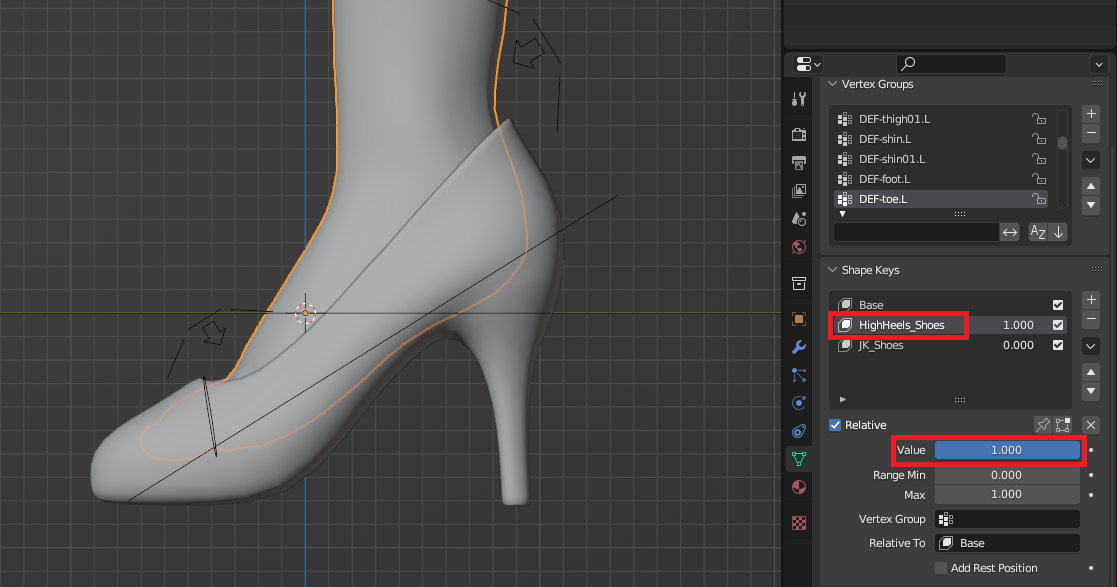 Vertex Groups
DEF-thigh01.L
DEF-shin.L
DEF-shin01.L
DEF-foot.L
DEF-toe.L
AZ
Shape Keys
Base
HighHeels_Shoes 1.000
JK_Shoes 0.000
Relative
Value 1.000
Range Min 0.000
Max 1.000
Vertex Group
Relative To Base
Add Rest Position